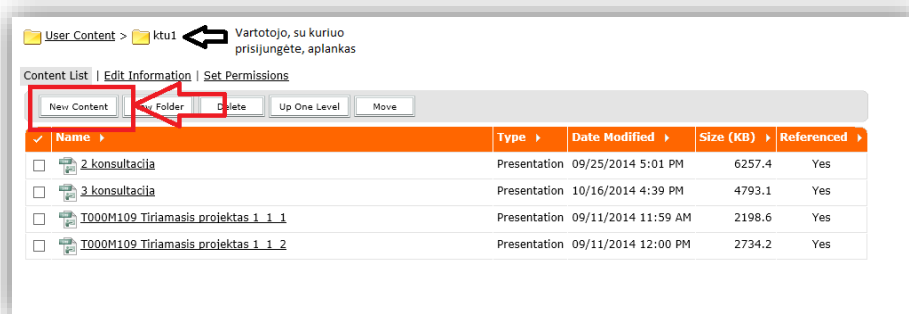 User Content > ktu1 Vartotojo, su kuriuo
prisijungėte, aplankas
Content List | Edit Information | Set Permissions
New Content New Folder Delete Up One Level Move
Name Type Date Modified Size (KB) Referenced
2 konsultacija Presentation 09/25/2014 5:01 PM 6257.4 Yes
3 konsultacija Presentation 10/16/2014 4:39 PM 4793.1 Yes
T000M109 Tiriamasis projektas 1_1_1 Presentation 09/11/2014 11:59 AM 2198.6 Yes
T000M109 Tiriamasis projektas 1_1_2 Presentation 09/11/2014 12:00 PM 2734.2 Yes